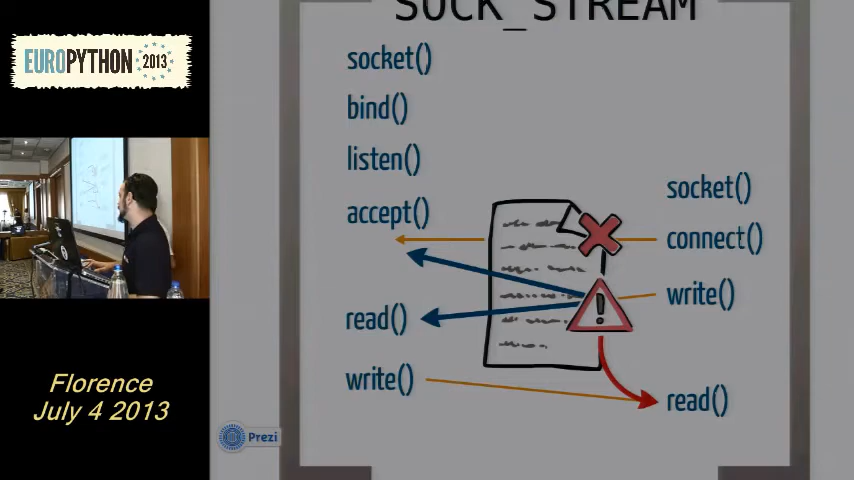 SOCK_STREAM
EUROPYTHON 2013
socket()
bind()
listen()
accept()
read()
write()
socket()
connect()
write()
read()
Florence
July 4 2013
Prezi